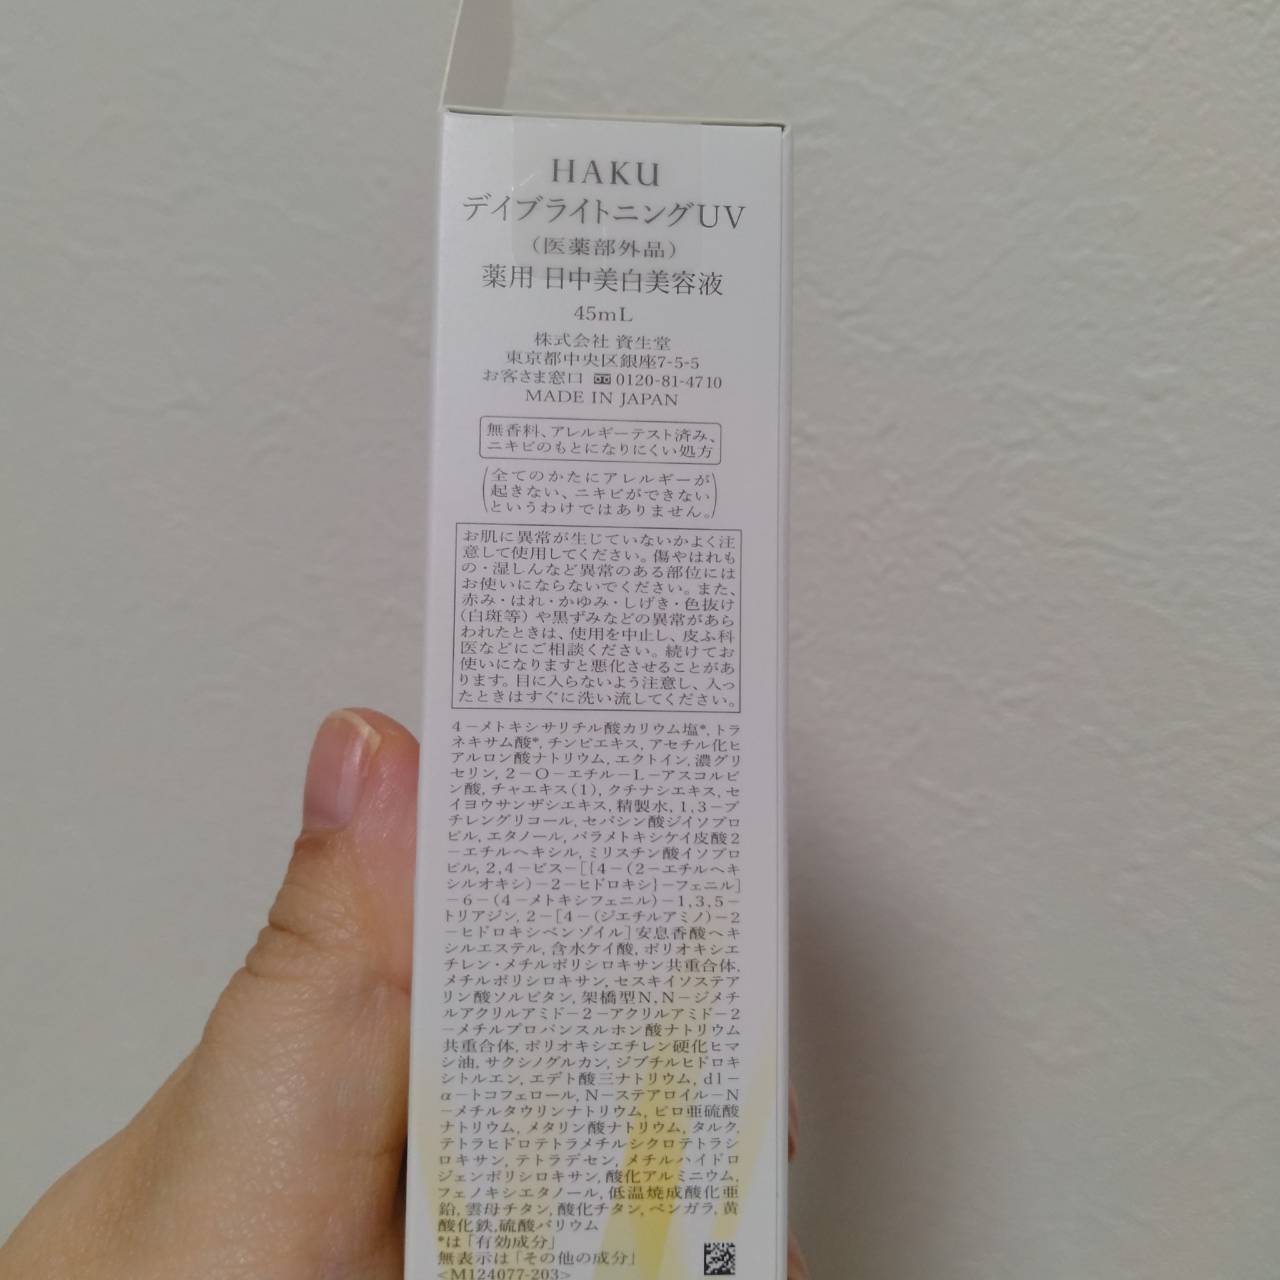 HAKU
デイブライトニングUV
（医薬部外品）
薬用 日中美白美容液
45mL
株式会社 資生堂
東京都中央区銀座7-5-5
お客さま窓口 0120-81-4710
MADE IN JAPAN
無香料、アレルギーテスト済み、
ニキビのもとになりにくい処方
（全てのかたにアレルギーが
起きない、ニキビができない
というわけではありません。）
お肌に異常が生じていないかよく注
意して使用してください。傷やはれも
の・湿しんなど異常のある部位には
お使いにならないでください。また、
赤み・はれ・かゆみ・しげき・色抜け
（白斑等）や黒ずみなどの異常があら
われたときは、使用を中止し、皮ふ科
医などにご相談ください。続けてお
使いになりますと悪化させることがあ
ります。目に入らないよう注意し、入っ
たときはすぐに洗い流してください。
4－メトキシサリチル酸カリウム塩*, トラ
ネキサム酸*, チンピエキス, アセチル化ヒ
アルロン酸ナトリウム, エクトイン, 濃グリ
セリン, 2－O－エチル－L－アスコルビ
ン酸, チャエキス(1), クチナシエキス, セ
イヨウサンザシエキス, 精製水, 1,3－ブ
チレングリコール, セバシン酸ジイソプロ
ピル, エタノール, パラメトキシケイ皮酸2
－エチルヘキシル, ミリスチン酸イソプロ
ピル, 2,4－ビス－[{4－(2－エチルヘキ
シルオキシ)－2－ヒドロキシ}－フェニル]
－6－(4－メトキシフェニル)－1,3,5－
トリアジン, 2－[4－(ジエチルアミノ)－2
－ヒドロキシベンゾイル]安息香酸ヘキ
シルエステル, 含水ケイ酸, ポリオキシエ
チレン・メチルポリシロキサン共重合体,
メチルポリシロキサン, セスキイソステア
リン酸ソルビタン, 架橋型N,N－ジメチ
ルアクリルアミド－2－アクリルアミド－2
－メチルプロパンスルホン酸ナトリウム
共重合体, ポリオキシエチレン硬化ヒマ
シ油, サクシノグルカン, ジブチルヒドロキ
シトルエン, エデト酸三ナトリウム, dl－
α－トコフェロール, N－ステアロイル－N
－メチルタウリンナトリウム, ピロ亜硫酸
ナトリウム, メタリン酸ナトリウム, タルク,
テトラヒドロテトラメチルシクロテトラシ
ロキサン, テトラデセン, メチルハイドロ
ジェンポリシロキサン, 酸化アルミニウム,
フェノキシエタノール, 低温焼成酸化亜
鉛, 雲母チタン, 酸化チタン, ベンガラ, 黄
酸化鉄,硫酸バリウム
*は「有効成分」
無表示は「その他の成分」
<M124077-203>